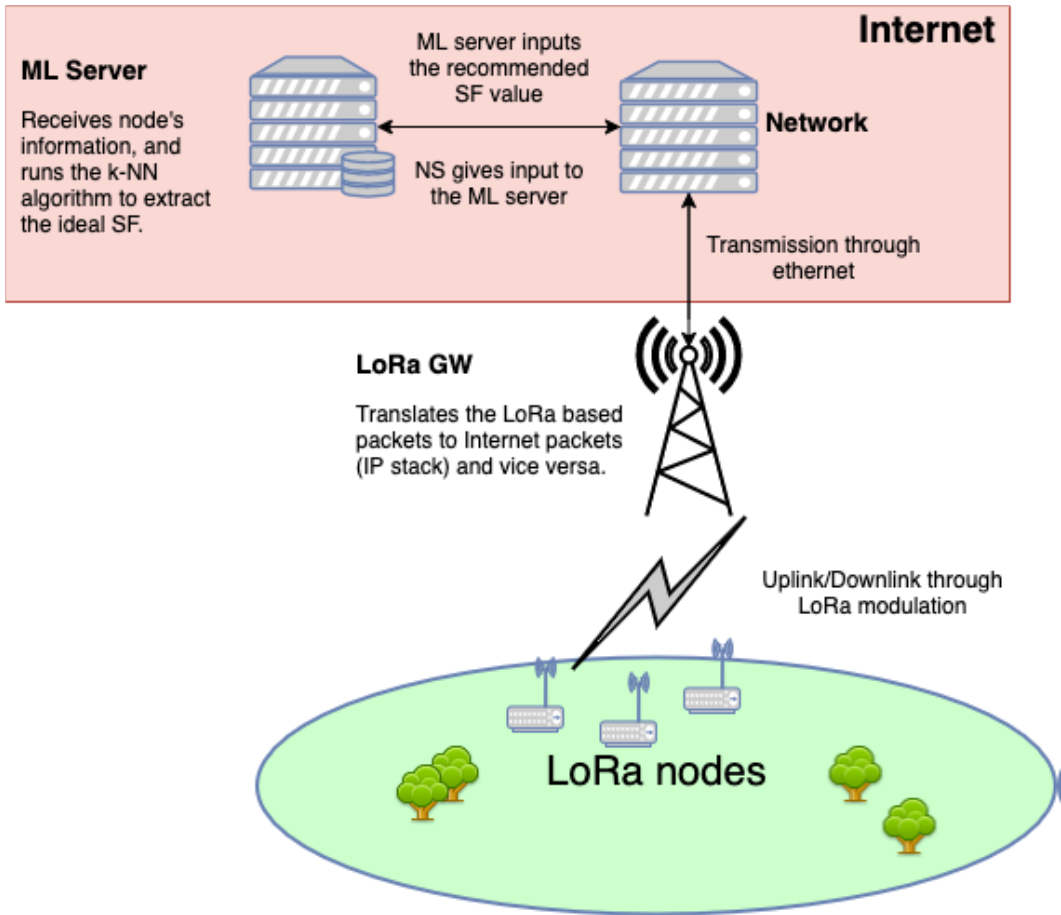 Internet
ML Server
Receives node's
information, and
runs the k-NN
algorithm to extract
the ideal SF.
ML server inputs
the recommended
SF value
NS gives input to
the ML server
Network
Transmission through
ethernet
LoRa GW
Translates the LoRa based
packets to Internet packets
(IP stack) and vice versa.
Uplink/Downlink through
LoRa modulation
LoRa nodes